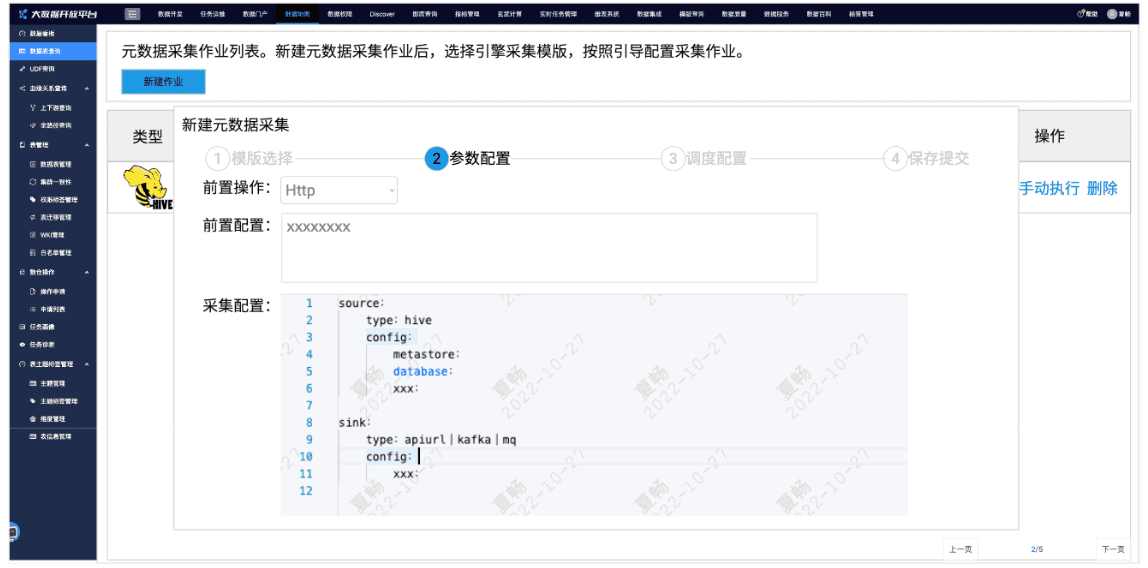 大数据开放平台
数据开发 任务运维 数据门户 数据地图 数据权限 Discover 即席查询 指标管理 玄武计算 实时任务管理 维表系统 数据集成 模型查询 数据质量 数据服务 数据百科 标签管理 帮助 夏畅
数据看板
数据表查询
UDF查询
血缘关系查询
上下游查询
全路径查询
表管理
数据表管理
集群一致性
权限标签管理
表迁移管理
WKI管理
白名单管理
数仓操作
操作申请
申请列表
任务画像
任务诊断
表主题标签管理
主题管理
主题标签管理
维度管理
表信息管理
元数据采集作业列表。新建元数据采集作业后，选择引擎采集模版，按照引导配置采集作业。
新建作业
类型
操作
HIVE
手动执行 删除
新建元数据采集
1 模版选择 2 参数配置 3 调度配置 4 保存提交
前置操作： Http
前置配置： xxxxxxxx
采集配置：
1 source:
2 type: hive
3 config:
4 metastore:
5 database:
6 xxx:
7
8 sink:
9 type: apiurl|kafka|mq
10 config:
11 xxx:
12
夏畅
2022-10-27
上一页 2/5 下一页